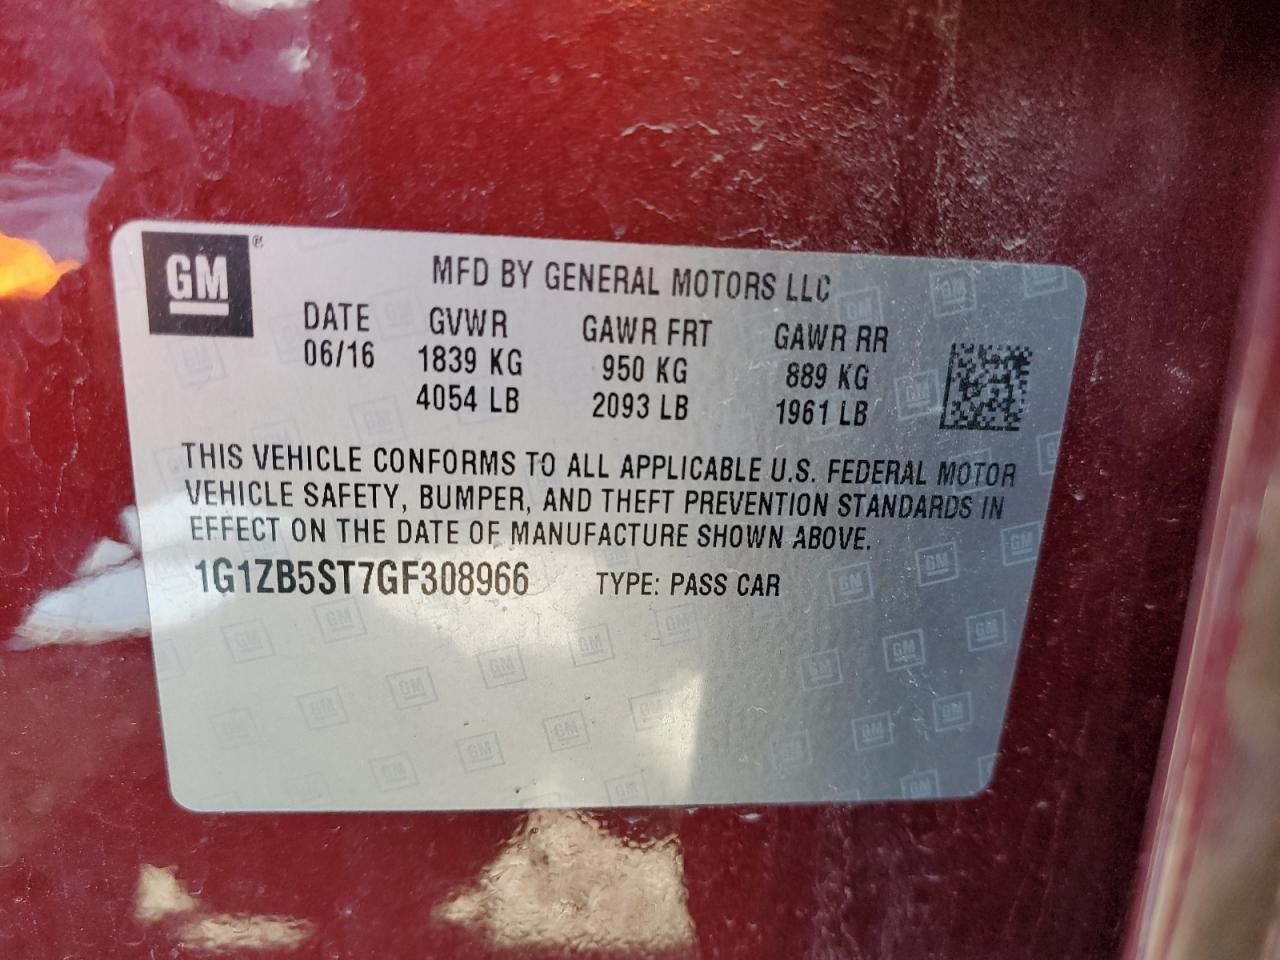 GM®
MFD BY GENERAL MOTORS LLC
DATE GVWR GAWR FRT GAWR RR
06/16 1839 KG 950 KG 889 KG
4054 LB 2093 LB 1961 LB
THIS VEHICLE CONFORMS TO ALL APPLICABLE U.S. FEDERAL MOTOR
VEHICLE SAFETY, BUMPER, AND THEFT PREVENTION STANDARDS IN
EFFECT ON THE DATE OF MANUFACTURE SHOWN ABOVE.
1G1ZB5ST7GF308966 TYPE: PASS CAR